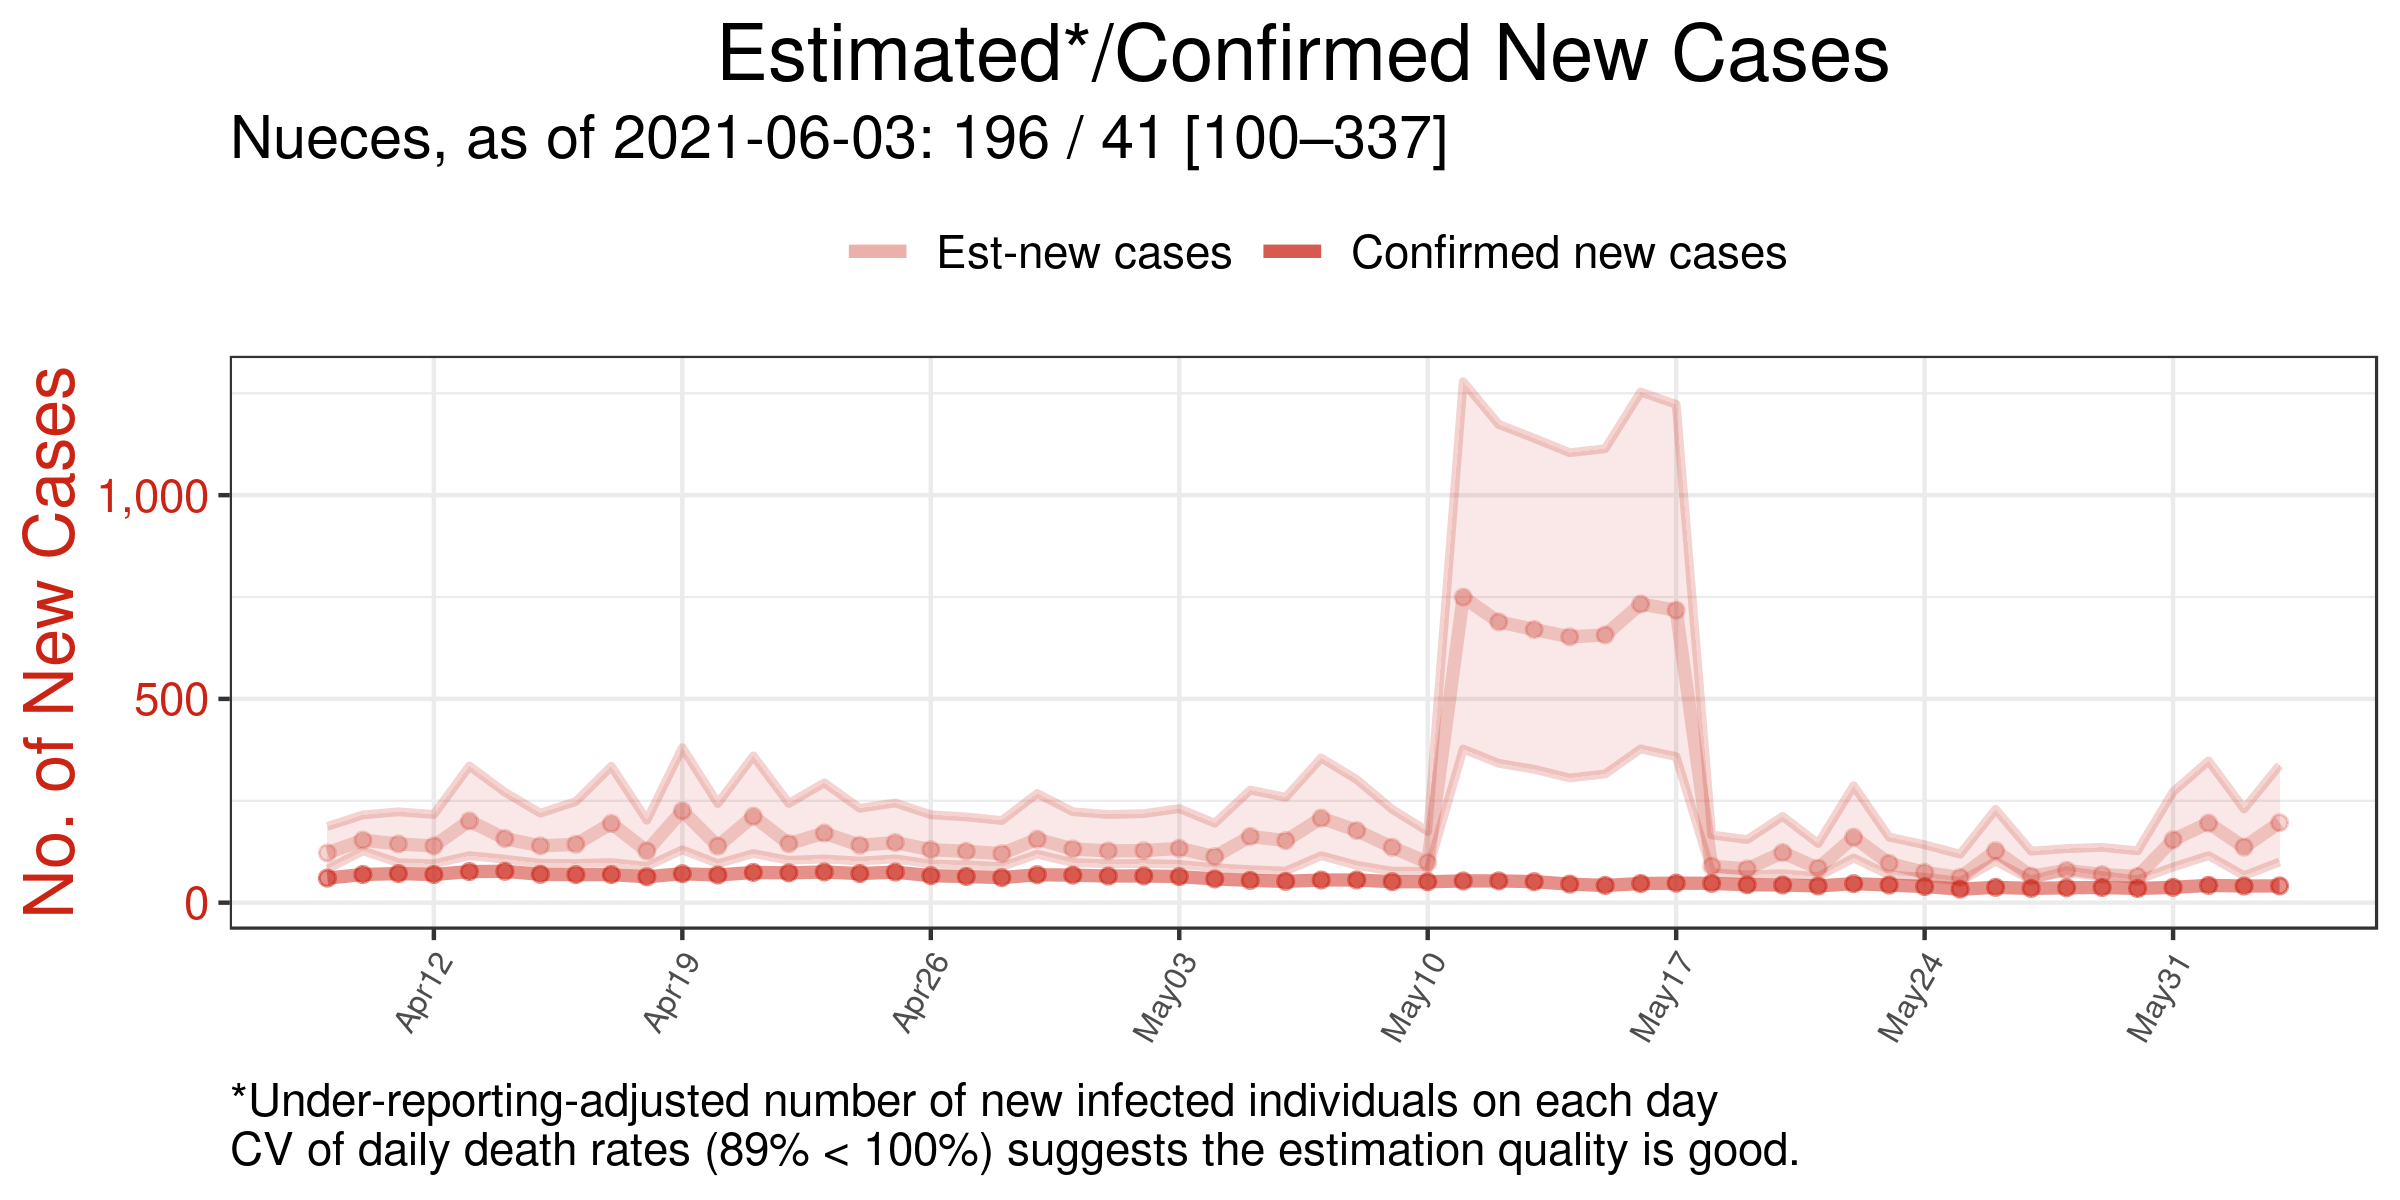 Estimated*/Confirmed New Cases
Nueces, as of 2021-06-03: 196 / 41 [100–337]
Est-new cases Confirmed new cases
No. of New Cases
1,000
500
0
Apr12 Apr19 Apr26 May03 May10 May17 May24 May31
*Under-reporting-adjusted number of new infected individuals on each day
CV of daily death rates (89% < 100%) suggests the estimation quality is good.